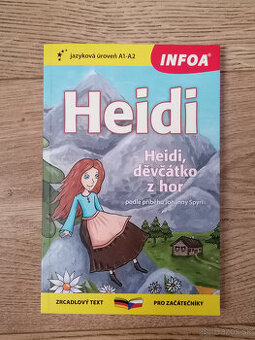 jazyková úroveň A1-A2
INFOA
Heidi
Heidi,
děvčátko
z hor
podle příběhu Johanny Spyri
ZRCADLOVÝ TEXT
PRO ZAČÁTEČNÍKY